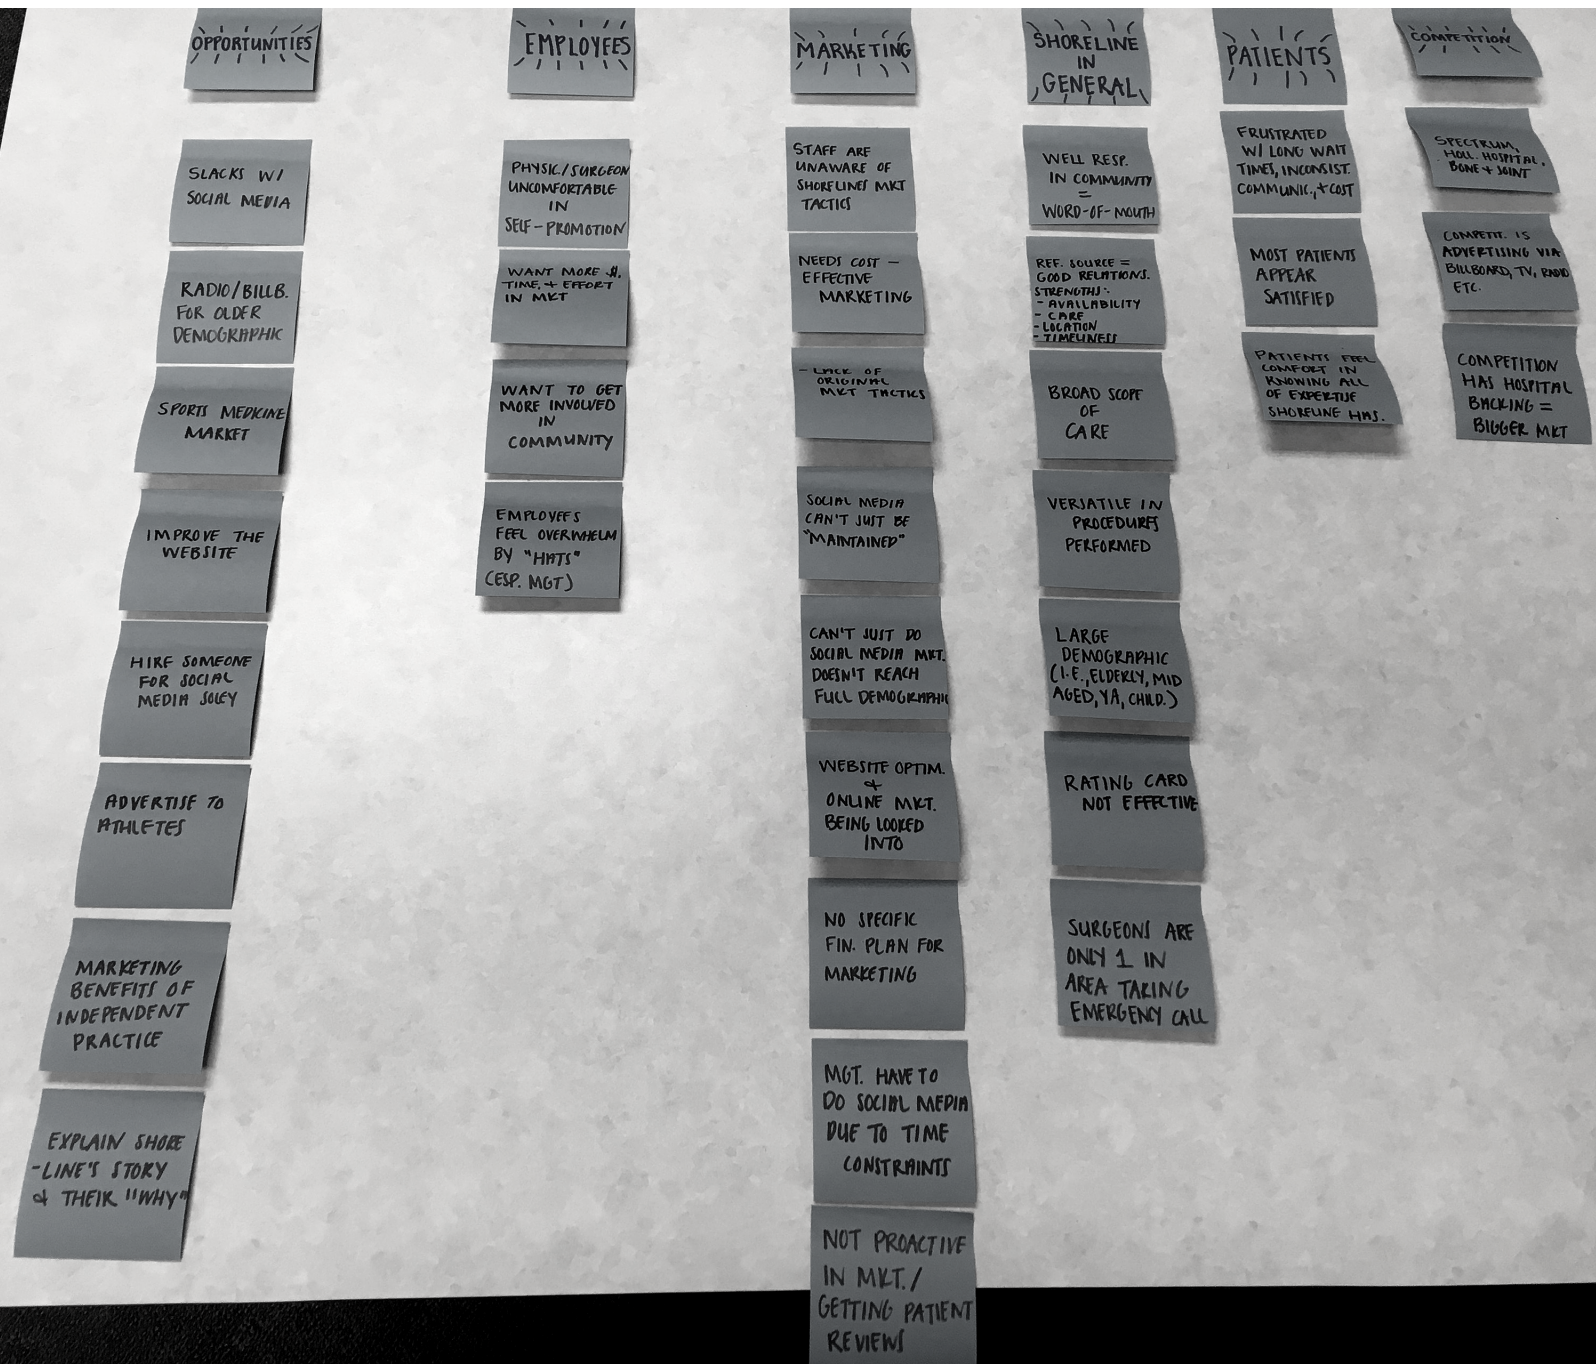 OPPORTUNITIES
SLACKS W/
SOCIAL MEDIA
RADIO/BILLB.
FOR OLDER
DEMOGRAPHIC
SPORTS MEDICINE
MARKET
IMPROVE THE
WEBSITE
HIRE SOMEONE
FOR SOCIAL
MEDIA SOLEY
ADVERTISE TO
ATHLETES
MARKETING
BENEFITS OF
INDEPENDENT
PRACTICE
EXPLAIN SHORE
-LINE'S STORY
& THEIR "WHY"
EMPLOYEES
PHYSIC./SURGEON
UNCOMFORTABLE
IN
SELF-PROMOTION
WANT MORE $,
TIME, + EFFORT
IN MKT
WANT TO GET
MORE INVOLVED
IN
COMMUNITY
EMPLOYEES
FEEL OVERWHELM
BY "HATS"
(ESP. MGT)
MARKETING
STAFF ARE
UNAWARE OF
SHORELINES MKT
TACTICS
NEEDS COST-
EFFECTIVE
MARKETING
- LACK OF
ORIGINAL
MKT TACTICS
SOCIAL MEDIA
CAN'T JUST BE
"MAINTAINED"
CAN'T JUST DO
SOCIAL MEDIA MKT.
DOESN'T REACH
FULL DEMOGRAPHIC
WEBSITE OPTIM.
&
ONLINE MKT.
BEING LOOKED
INTO
NO SPECIFIC
FIN. PLAN FOR
MARKETING
MGT. HAVE TO
DO SOCIAL MEDIA
DUE TO TIME
CONSTRAINTS
NOT PROACTIVE
IN MKT./
GETTING PATIENT
REVIEWS
SHORELINE
IN
GENERAL
WELL RESP.
IN COMMUNITY
=
WORD-OF-MOUTH
REF. SOURCE =
GOOD RELATIONS.
STRENGTHS:
- AVAILABILITY
- CARE
- LOCATION
- TIMELINESS
BROAD SCOPE
OF
CARE
VERSATILE IN
PROCEDURES
PERFORMED
LARGE
DEMOGRAPHIC
(I.E., ELDERLY, MID
AGED, YA, CHILD.)
RATING CARD
NOT EFFECTIVE
SURGEONS ARE
ONLY 1 IN
AREA TAKING
EMERGENCY CALL
PATIENTS
FRUSTRATED
W/ LONG WAIT
TIMES, INCONSIST.
COMMUNIC., + COST
MOST PATIENTS
APPEAR
SATISFIED
PATIENTS FEEL
COMFORT IN
KNOWING ALL
OF EXPERTISE
SHORELINE HAS.
COMPETITION
SPECTRUM,
HOLL. HOSPITAL,
BONE + JOINT
COMPETIT. IS
ADVERTISING VIA
BILLBOARD, TV, RADIO
ETC.
COMPETITION
HAS HOSPITAL
BACKING =
BIGGER MKT